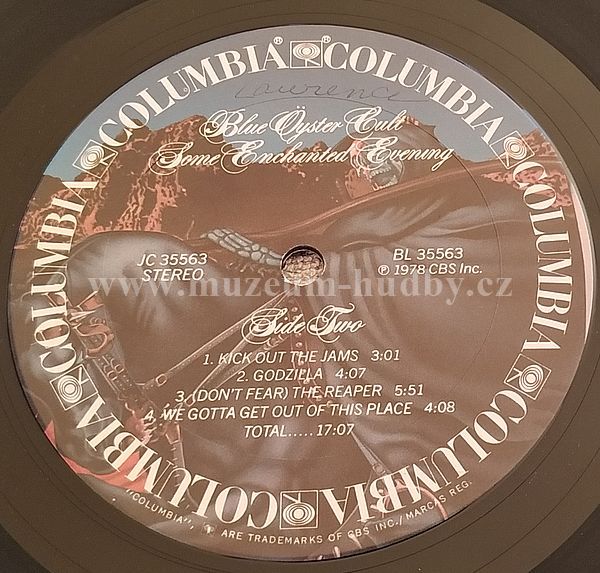 COLUMBIA COLUMBIA COLUMBIA COLUMBIA COLUMBIA COLUMBIA COLUMBIA COLUMBIA COLUMBIA
Lawrence
Blue Öyster Cult
Some Enchanted Evening
JC 35563
STEREO
BL 35563
℗ 1978 CBS Inc.
www.muzeum-hudby.cz
Side Two
1. KICK OUT THE JAMS 3:01
2. GODZILLA 4:07
3. (DON'T FEAR) THE REAPER 5:51
4. WE GOTTA GET OUT OF THIS PLACE 4:08
TOTAL.....17:07
"COLUMBIA", ARE TRADEMARKS OF CBS INC./ MARCAS REG.